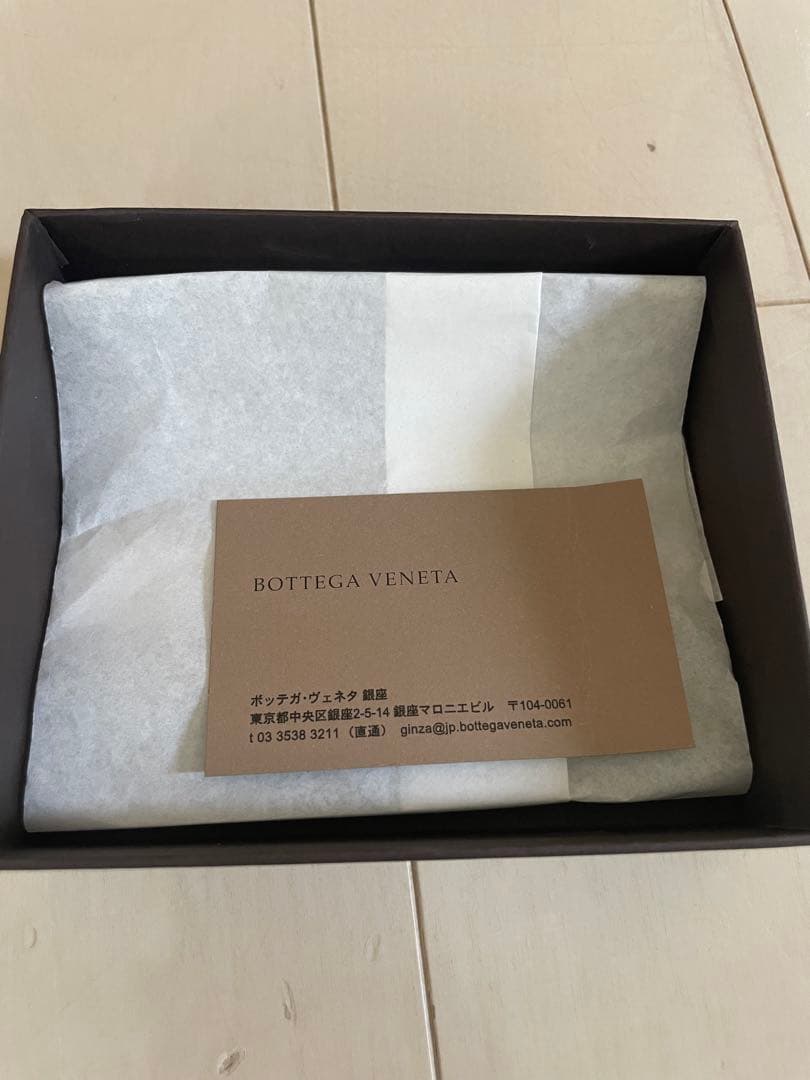 BOTTEGA VENETA
ボッテガ・ヴェネタ 銀座
東京都中央区銀座2-5-14 銀座マロニエビル　〒104-0061
t 03 3538 3211（直通） ginza@jp.bottegaveneta.com